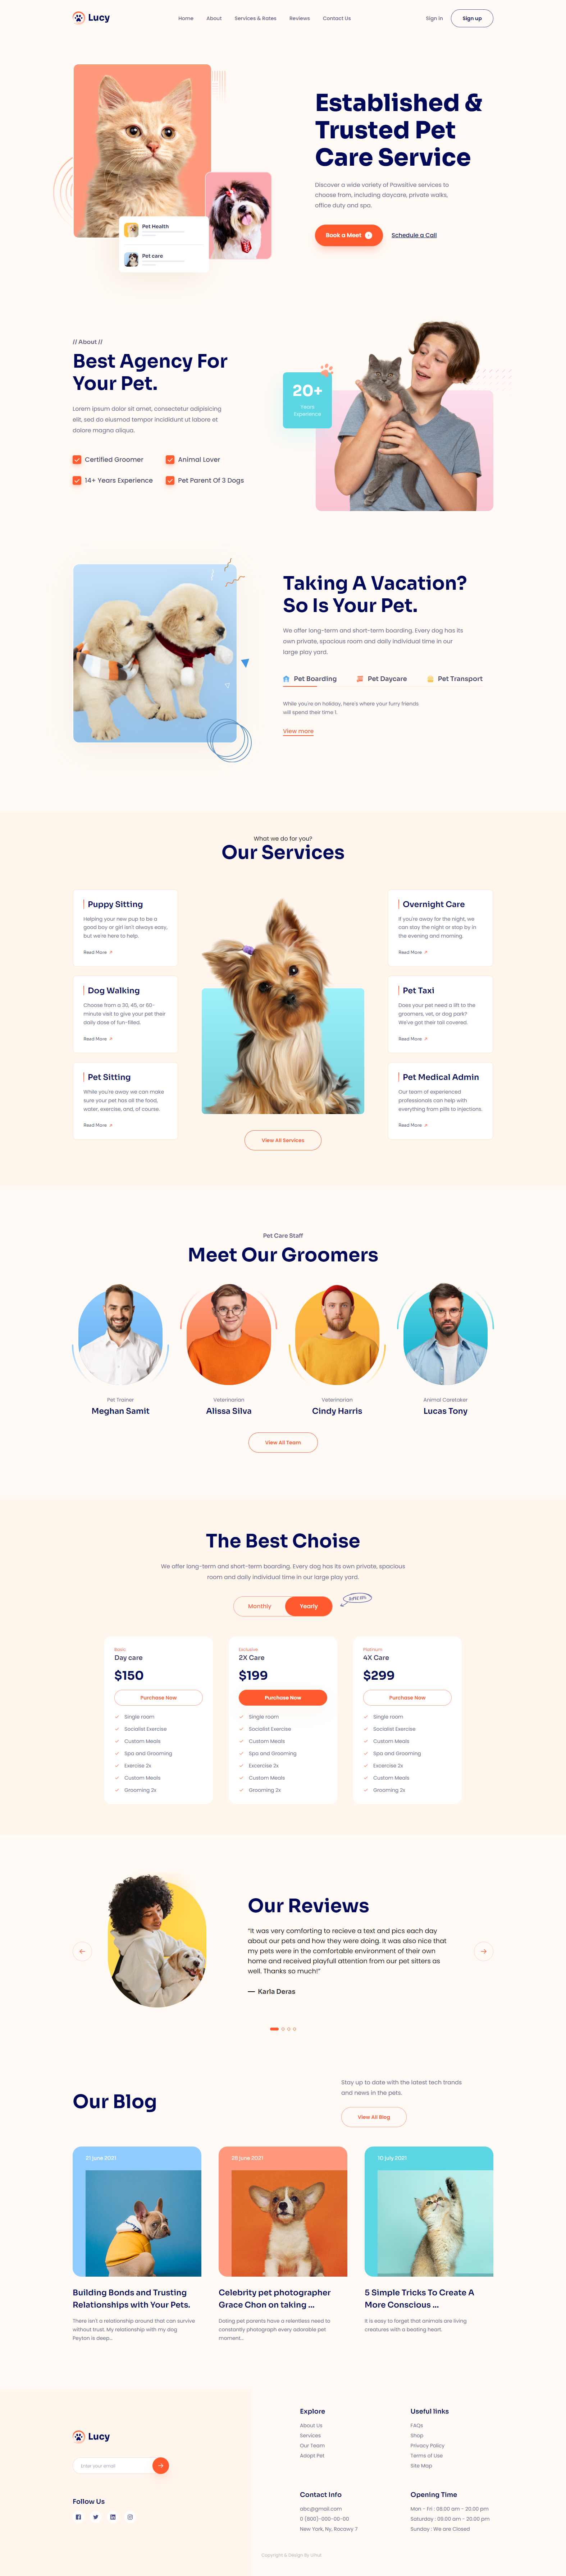 Lucy
Home About Services & Rates Reviews Contact Us
Sign in Sign up
Established &
Trusted Pet
Care Service
Discover a wide variety of Pawsitive services to
choose from, including daycare, private walks,
office duty and spa.
Book a Meet Schedule a Call
Pet Health
Pet care
// About //
Best Agency For
Your Pet.
Lorem ipsum dolor sit amet, consectetur adipisicing
elit, sed do eiusmod tempor incididunt ut labore et
dolore magna aliqua.
Certified Groomer Animal Lover
14+ Years Experience Pet Parent Of 3 Dogs
20+
Years
Experience
Taking A Vacation?
So Is Your Pet.
We offer long-term and short-term boarding. Every dog has its
own private, spacious room and daily individual time in our
large play yard.
Pet Boarding Pet Daycare Pet Transport
While you're on holiday, here's where your furry friends
will spend their time 1.
View more
What we do for you?
Our Services
Puppy Sitting
Helping your new pup to be a
good boy or girl isn't always easy,
but we're here to help.
Read More
Dog Walking
Choose from a 30, 45, or 60-
minute visit to give your pet their
daily dose of fun-filled.
Read More
Pet Sitting
While you're away we can make
sure your pet has all the food,
water, exercise, and, of course.
Read More
Overnight Care
If you're away for the night, we
can stay the night or stop by in
the evening and morning.
Read More
Pet Taxi
Does your pet need a lift to the
groomers, vet, or dog park?
We've got their tail covered.
Read More
Pet Medical Admin
Our team of experienced
professionals can help with
everything from pills to injections.
Read More
View All Services
Pet Care Staff
Meet Our Groomers
Pet Trainer
Meghan Samit
Veterinarian
Alissa Silva
Veterinarian
Cindy Harris
Animal Caretaker
Lucas Tony
View All Team
The Best Choise
We offer long-term and short-term boarding. Every dog has its own private, spacious
room and daily individual time in our large play yard.
Monthly Yearly
Basic
Day care
$150
Purchase Now
Single room
Socialist Exercise
Custom Meals
Spa and Grooming
Exercise 2x
Custom Meals
Grooming 2x
Exclusive
2X Care
$199
Purchase Now
Single room
Socialist Exercise
Custom Meals
Spa and Grooming
Excercise 2x
Custom Meals
Grooming 2x
Platinum
4X Care
$299
Purchase Now
Single room
Socialist Exercise
Custom Meals
Spa and Grooming
Excercise 2x
Custom Meals
Grooming 2x
Our Reviews
"It was very comforting to recieve a text and pics each day
about our pets and how they were doing. It was also nice that
my pets were in the comfortable environment of their own
home and received playfull attention from our pet sitters as
well. Thanks so much!"
Karla Deras
Our Blog
Stay up to date with the latest tech trands
and news in the pets.
View All Blog
21 june 2021
Building Bonds and Trusting
Relationships with Your Pets.
There isn't a relationship around that can survive
without trust. My relationship with my dog
Peyton is deep...
25 june 2021
Celebrity pet photographer
Grace Chon on taking ...
Doting pet parents have a relentless need to
constantly photograph every adorable pet
moment...
10 july 2021
5 Simple Tricks To Create A
More Conscious ...
It is easy to forget that animals are living
creatures with a beating heart.
Lucy
Enter your email
Follow Us
Explore
About Us
Services
Our Team
Adopt Pet
Useful links
FAQs
Shop
Privacy Policy
Terms of Use
Site Map
Contact Info
abc@gmail.com
0 (800)-000-00-00
New York, Ny, Rocawy 7
Opening Time
Mon - Fri : 08.00 am - 20.00 pm
Saturday : 09.00 am - 20.00 pm
Sunday : We are Closed